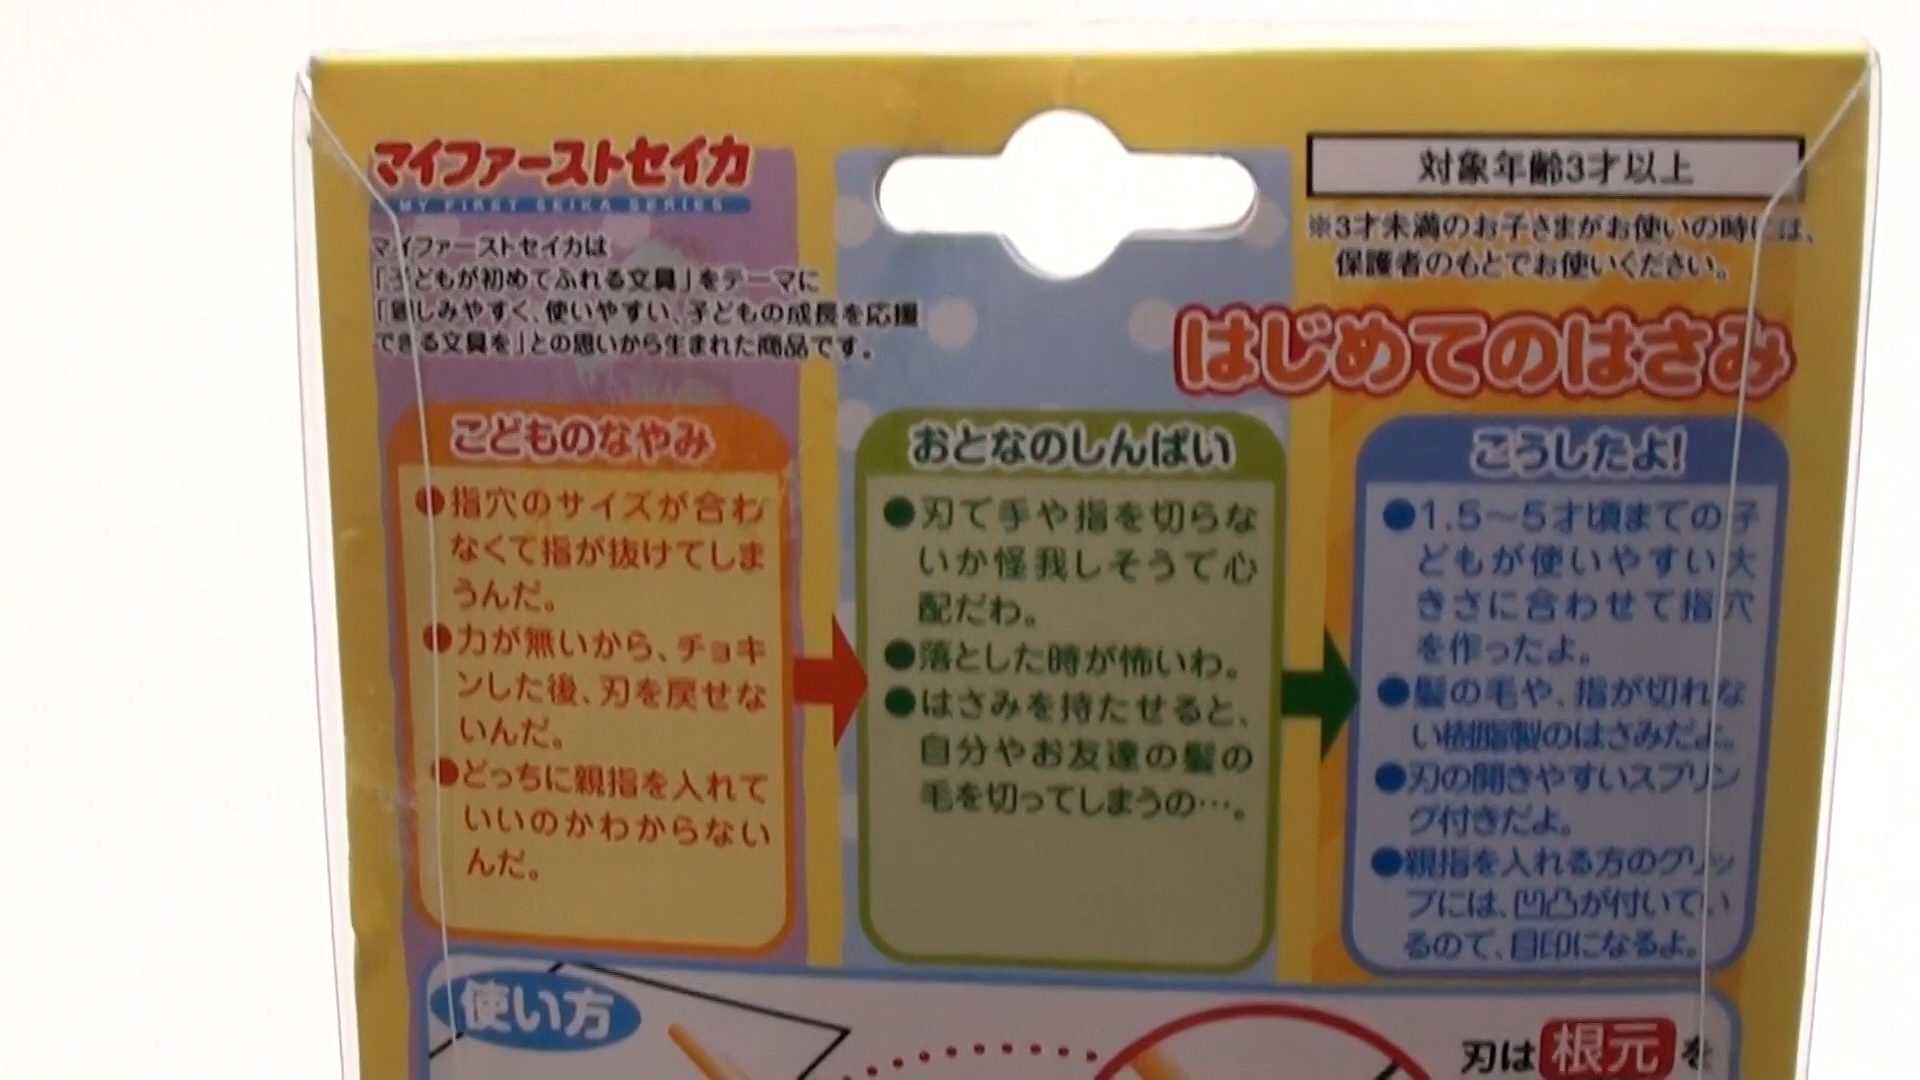 マイファーストセイカ
MY FIRST SEIKA SERIES
マイファーストセイカは
「子どもが初めてふれる文具」をテーマに
「親しみやすく、使いやすい、子どもの成長を応援
できる文具を」との思いから生まれた商品です。
対象年齢3才以上
※3才未満のお子さまがお使いの時には、
保護者のもとでお使いください。
はじめてのはさみ
こどものなやみ
●指穴のサイズが合わ
なくて指が抜けてしま
うんだ。
●力が無いから、チョキ
ンした後、刃を戻せな
いんだ。
●どっちに親指を入れて
いいのかわからない
んだ。
おとなのしんぱい
●刃で手や指を切らな
いか怪我しそうで心
配だわ。
●落とした時が怖いわ。
●はさみを持たせると、
自分やお友達の髪の
毛を切ってしまうの…。
こうしたよ!
●1.5～5才頃までの子
どもが使いやすい大
きさに合わせて指穴
を作ったよ。
●髪の毛や、指が切れな
い樹脂製のはさみだよ。
●刃の開きやすいスプリン
グ付きだよ。
●親指を入れる方のグリッ
プには、凹凸が付いてい
るので、目印になるよ。
使い方
刃は根元を